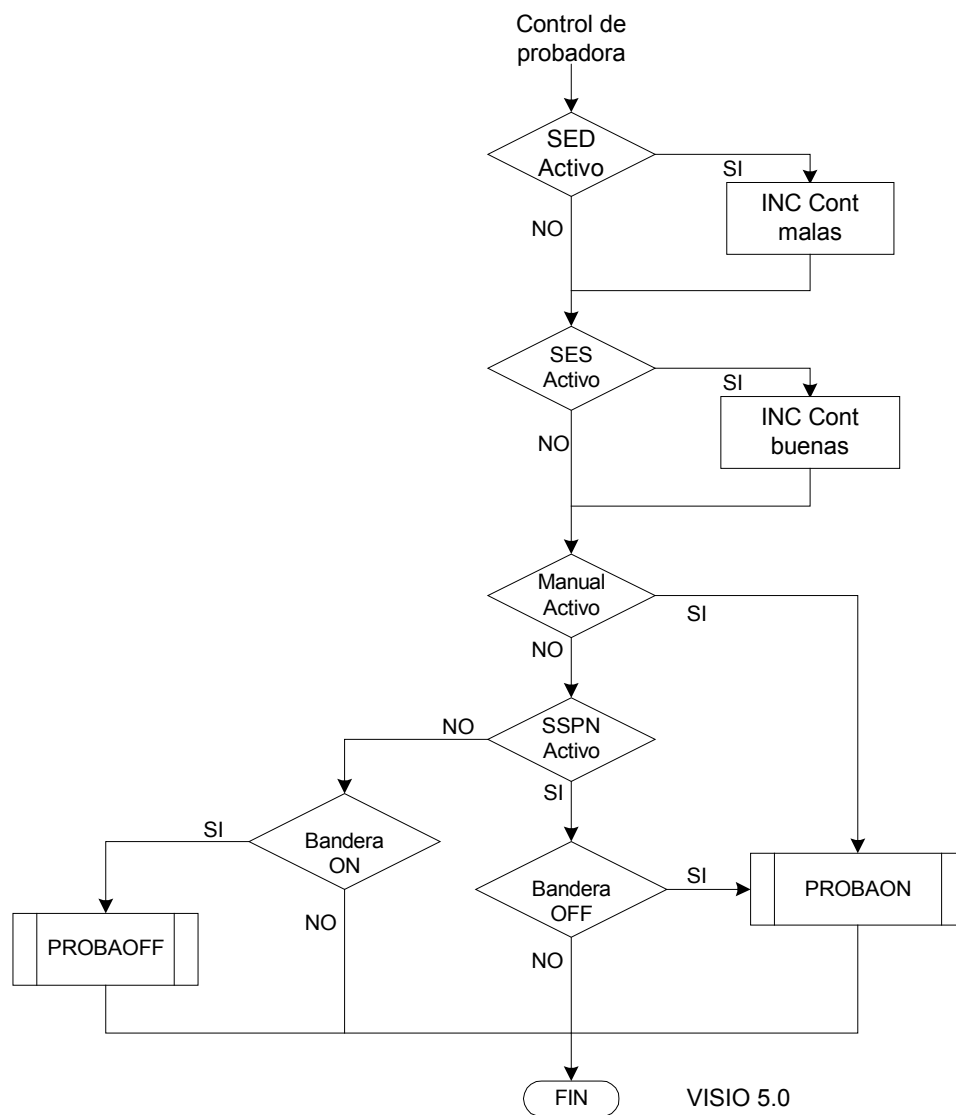 Control de
probadora
SED
Activo
SI
INC Cont
malas
NO
SES
Activo
SI
INC Cont
buenas
NO
Manual
Activo
SI
NO
SSPN
Activo
NO
SI
Bandera
ON
SI
NO
PROBAOFF
Bandera
OFF
SI
NO
PROBAON
FIN
VISIO 5.0